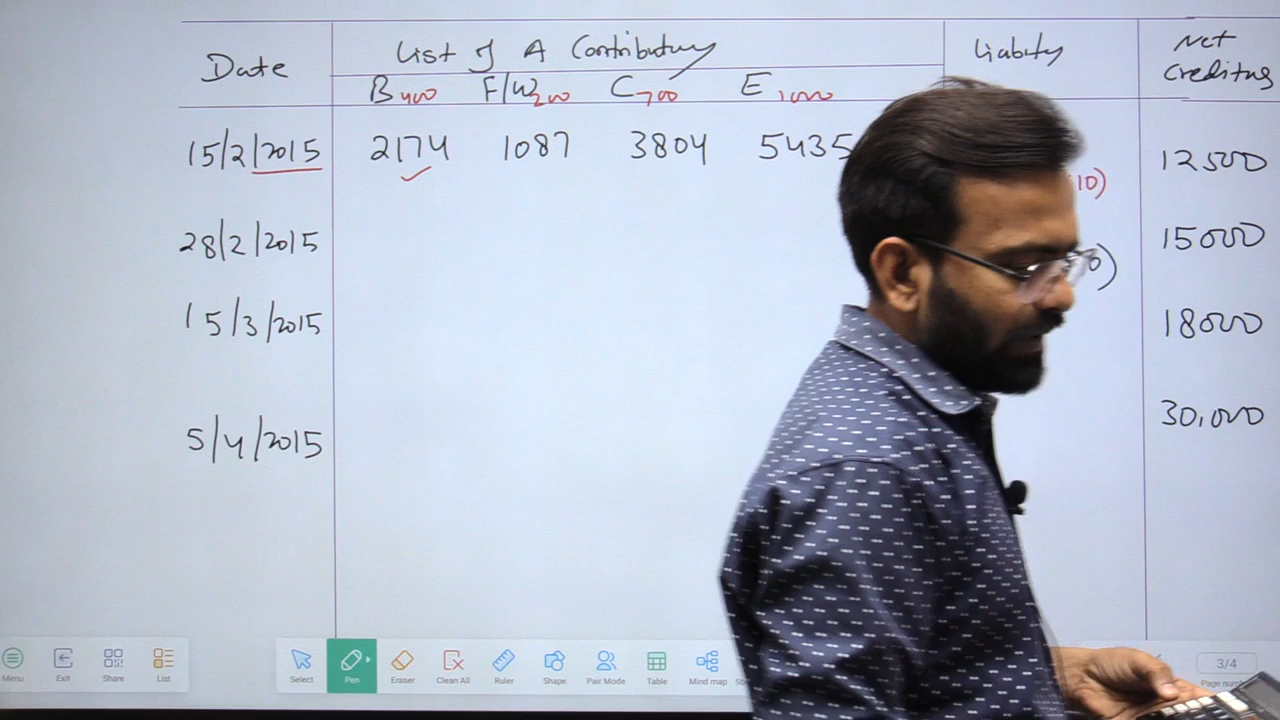 Date List of A Contributory Liability Net Creditors
B 400 F/W 200 C 700 E 1000
15/2/2015 2174 1087 3804 5435 10) 12500
28/2/2015 0) 15000
15/3/2015 18000
5/4/2015 30,000
Menu Exit Share List Select Pen Eraser Clean All Ruler Shape Pair Mode Table Mind map 3/4